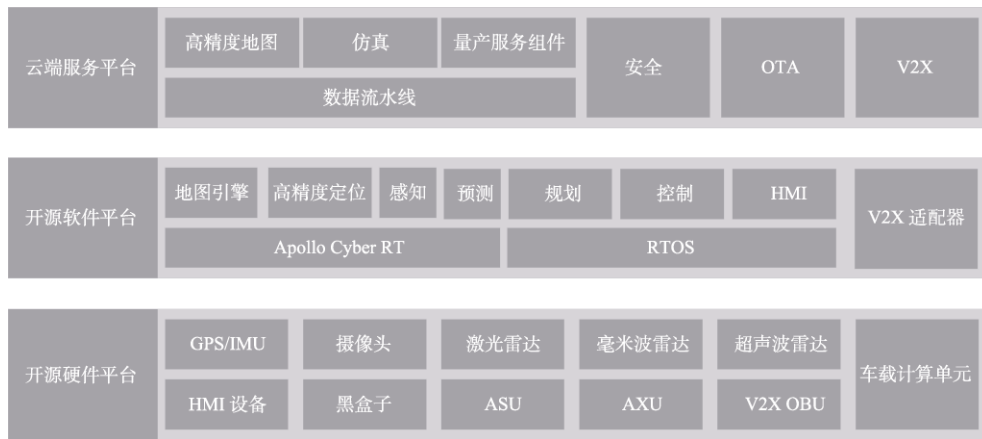 云端服务平台
高精度地图 仿真 量产服务组件
数据流水线
安全 OTA V2X
开源软件平台
地图引擎 高精度定位 感知 预测 规划 控制 HMI
Apollo Cyber RT RTOS
V2X 适配器
开源硬件平台
GPS/IMU 摄像头 激光雷达 毫米波雷达 超声波雷达
HMI 设备 黑盒子 ASU AXU V2X OBU
车载计算单元